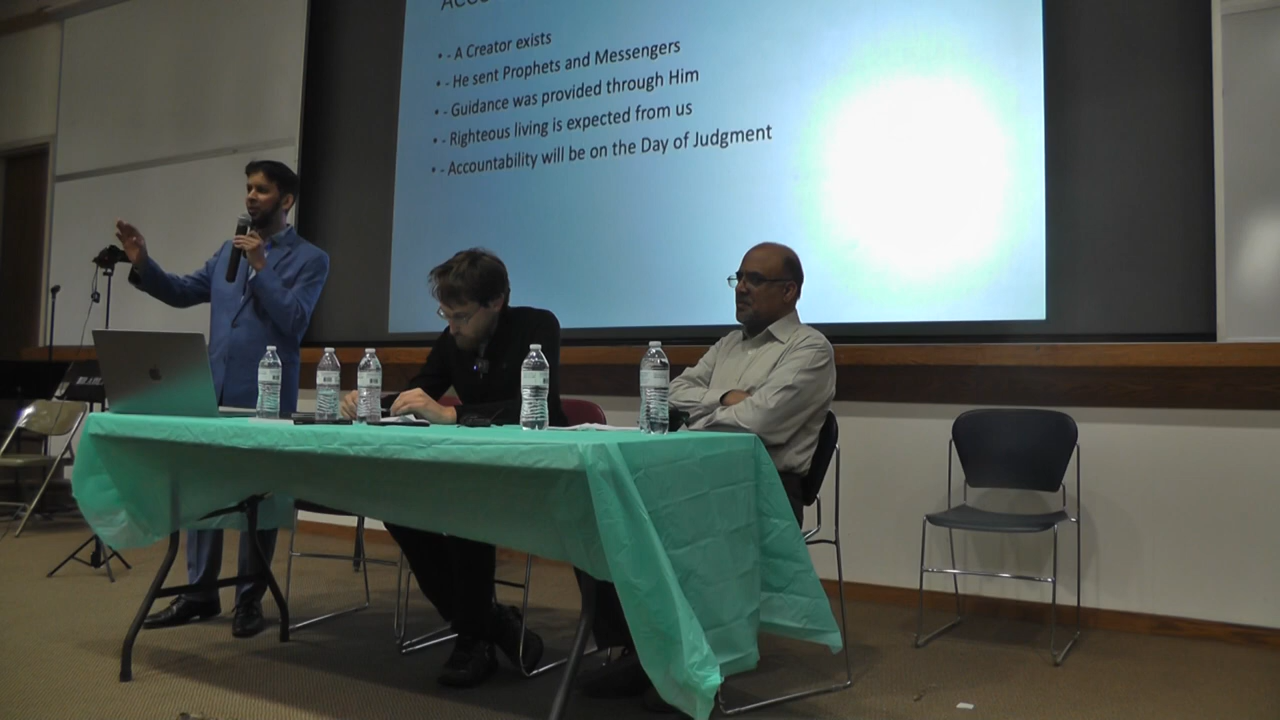 • - A Creator exists
• - He sent Prophets and Messengers
• - Guidance was provided through Him
• - Righteous living is expected from us
• - Accountability will be on the Day of Judgment